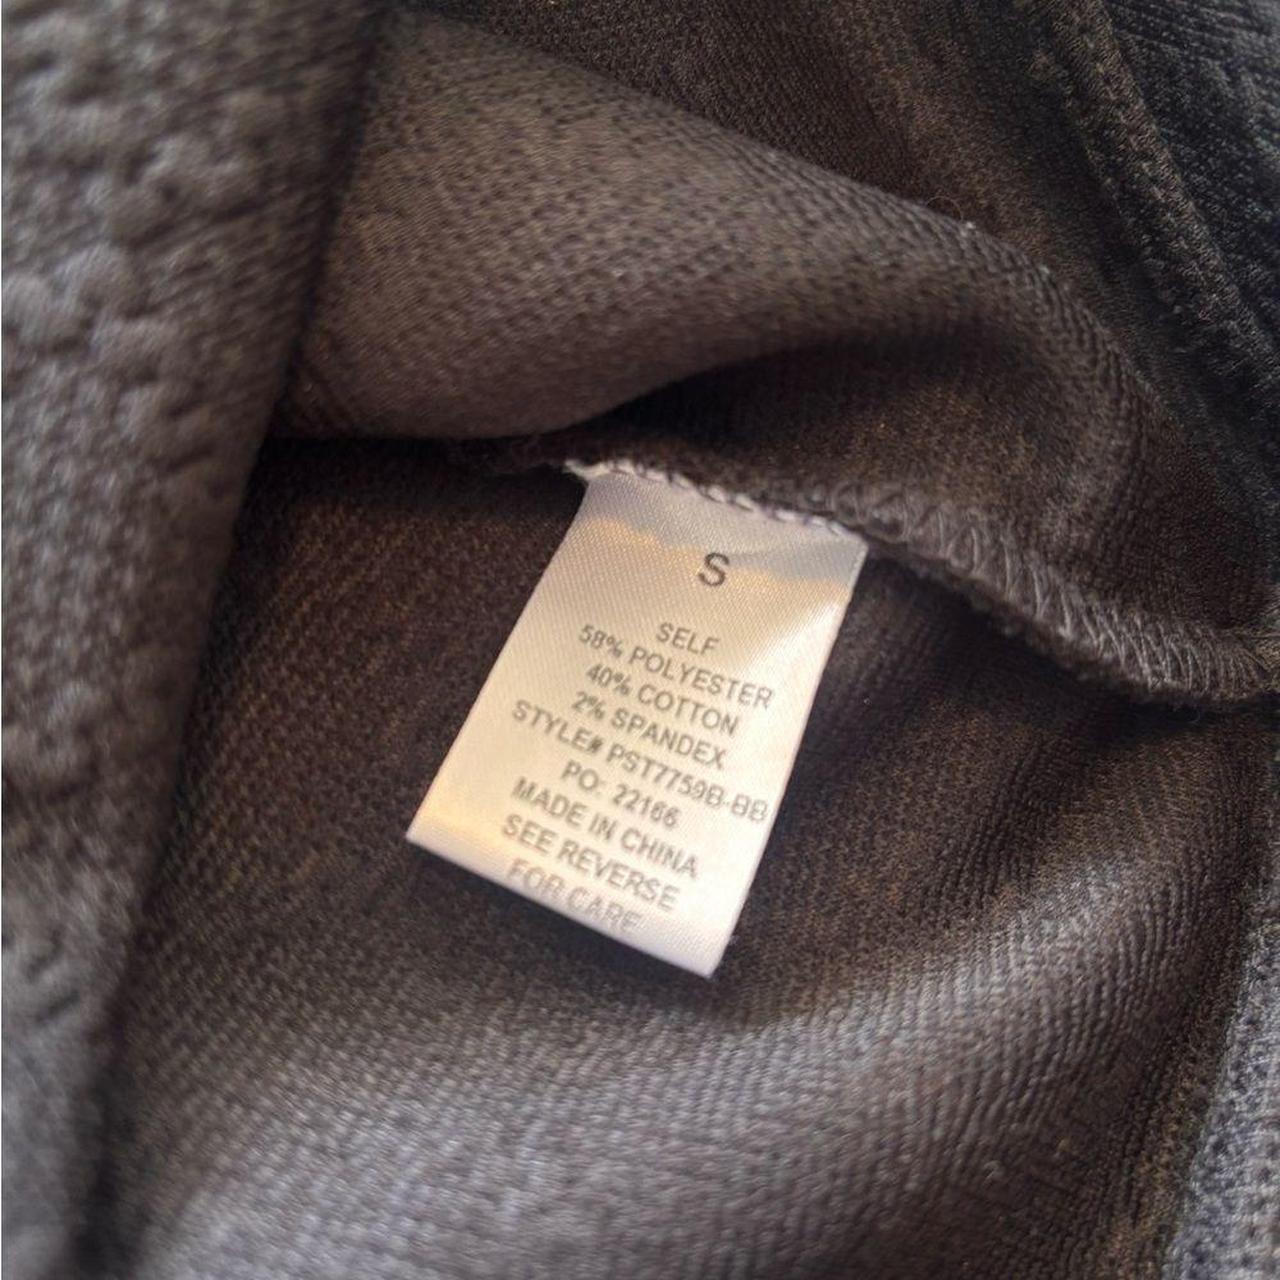 S
SELF
58% POLYESTER
40% COTTON
2% SPANDEX
STYLE# PST7759B-BB
PO: 22166
MADE IN CHINA
SEE REVERSE
FOR CARE